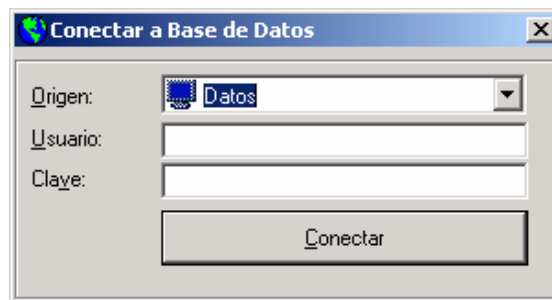 Conectar a Base de Datos
Origen:
Datos
Usuario:
Clave:
Conectar